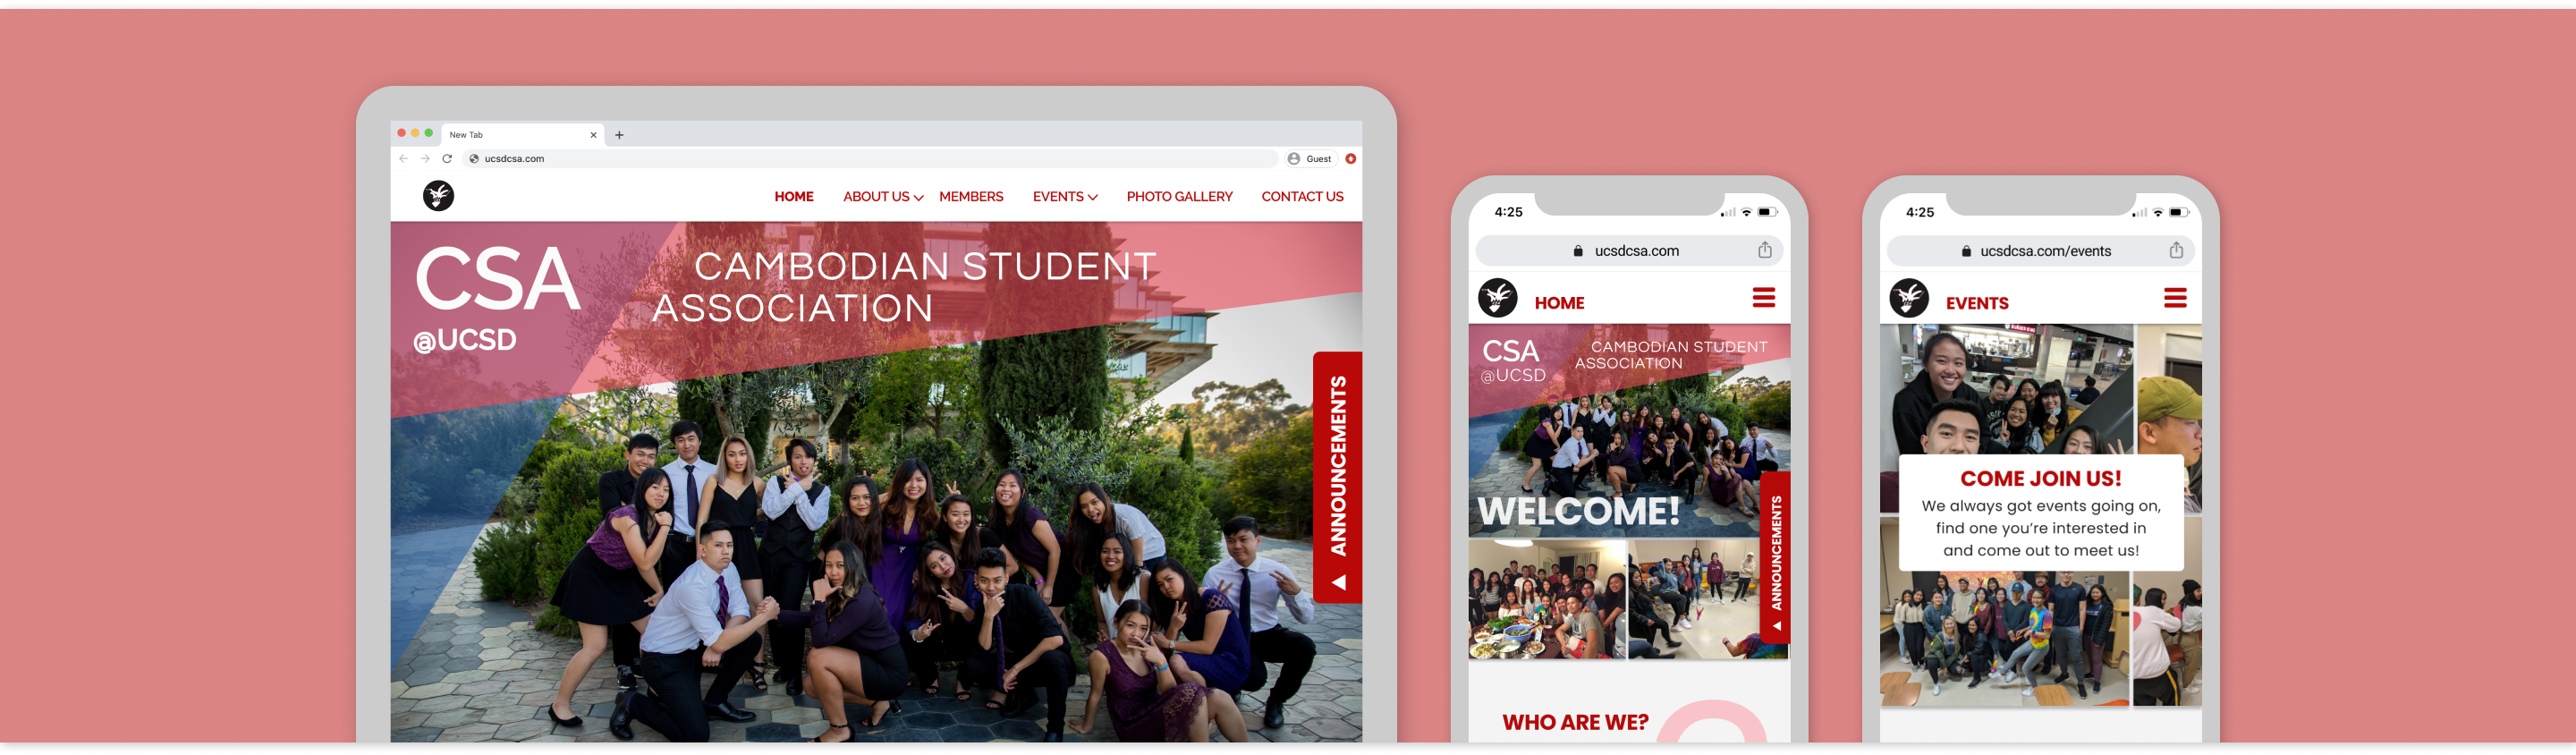 New Tab
ucsdcsa.com
Guest
HOME
ABOUT US
MEMBERS
EVENTS
PHOTO GALLERY
CONTACT US
CSA
@UCSD
CAMBODIAN STUDENT
ASSOCIATION
ANNOUNCEMENTS
4:25
ucsdcsa.com
HOME
CSA
@UCSD
CAMBODIAN STUDENT
ASSOCIATION
WELCOME!
ANNOUNCEMENTS
WHO ARE WE?
4:25
ucsdcsa.com/events
EVENTS
COME JOIN US!
We always got events going on,
find one you're interested in
and come out to meet us!